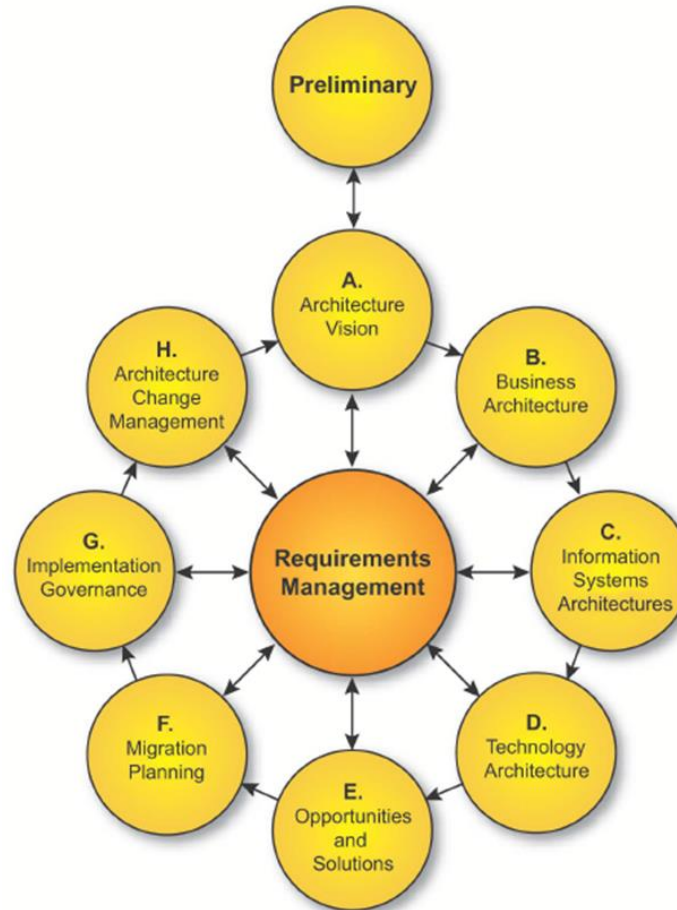 Preliminary
A.
Architecture
Vision
B.
Business
Architecture
C.
Information
Systems
Architectures
D.
Technology
Architecture
E.
Opportunities
and
Solutions
F.
Migration
Planning
G.
Implementation
Governance
H.
Architecture
Change
Management
Requirements
Management